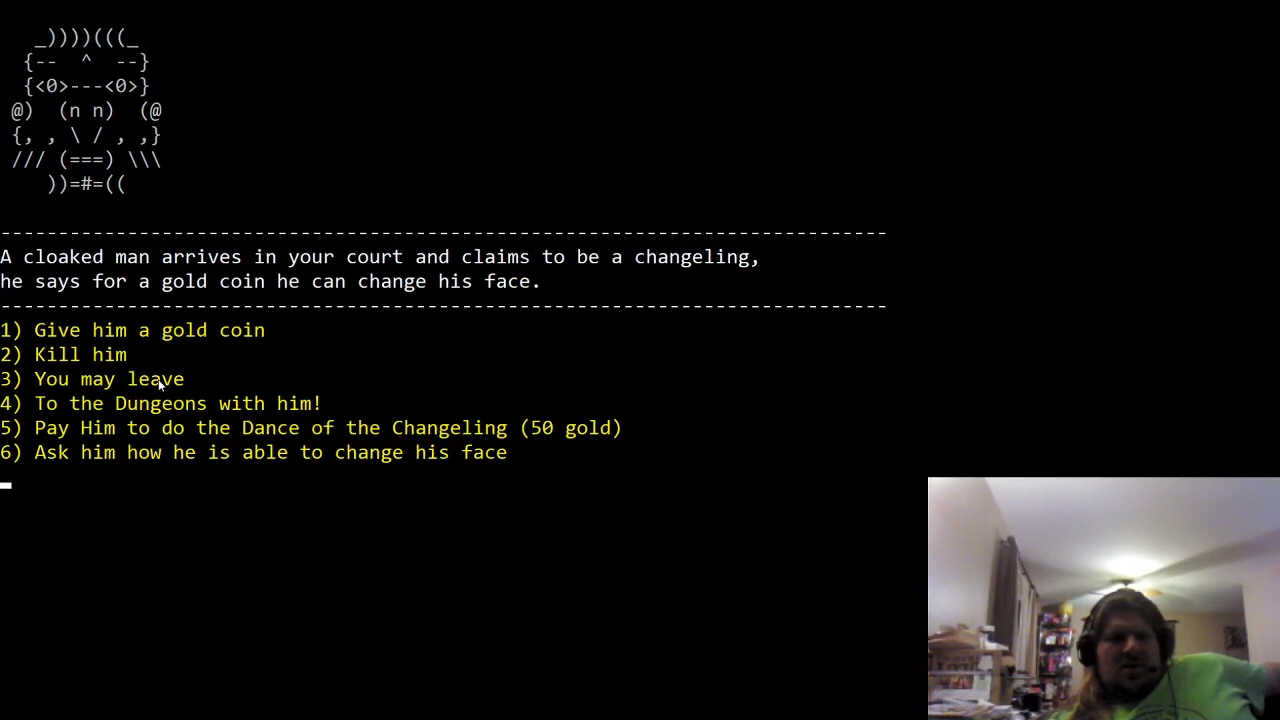 _))))(((_
{-- ^ --}
{<0>---<0>}
@) (n n) (@
{, , \ / , ,}
/// (===) \\\
))=#=((
-----------------------------------------------------------------------------
A cloaked man arrives in your court and claims to be a changeling,
he says for a gold coin he can change his face.
-----------------------------------------------------------------------------
1) Give him a gold coin
2) Kill him
3) You may leave
4) To the Dungeons with him!
5) Pay Him to do the Dance of the Changeling (50 gold)
6) Ask him how he is able to change his face